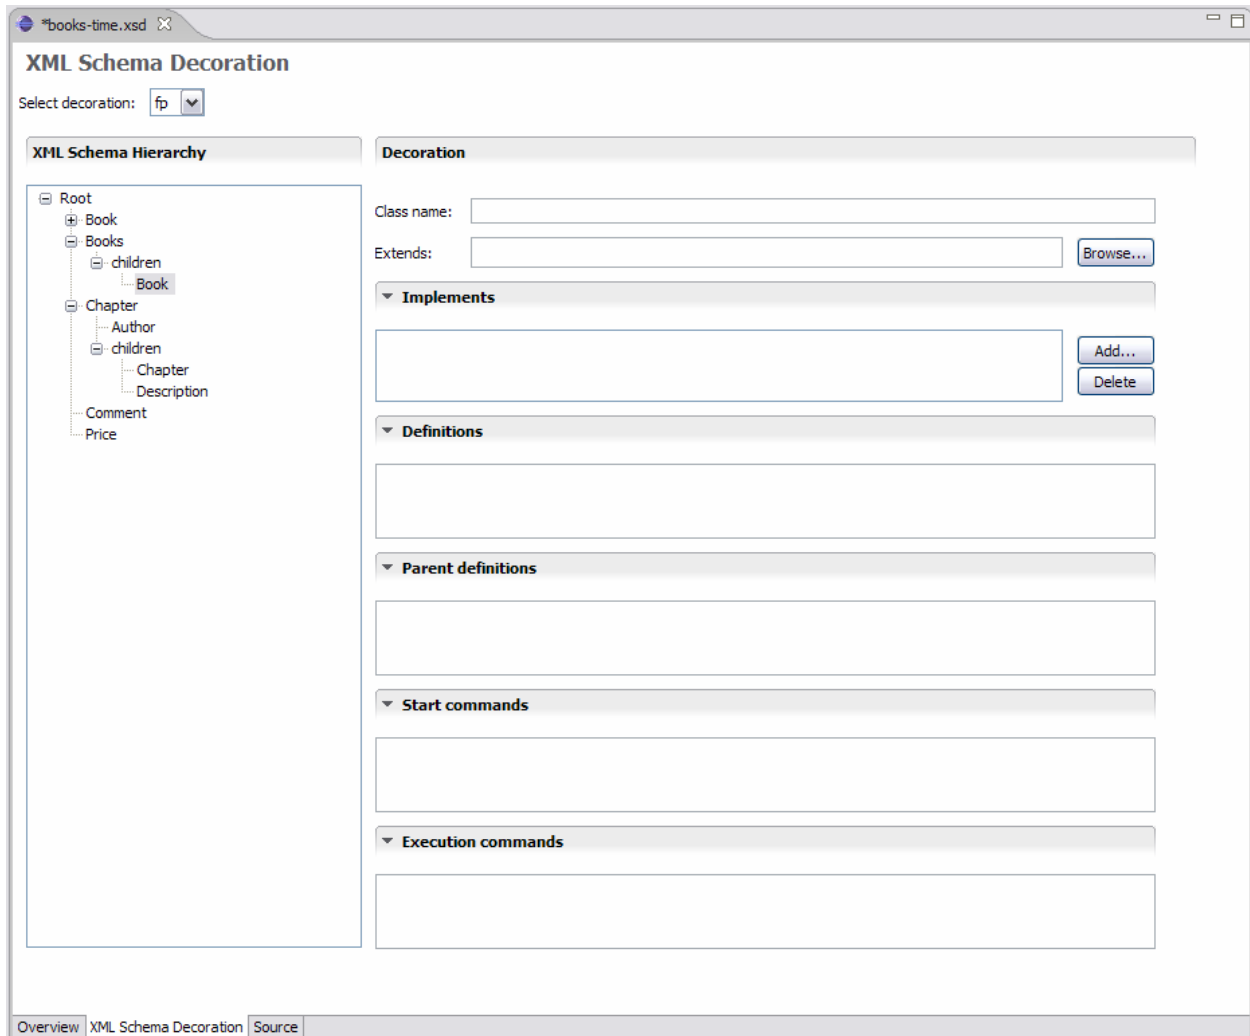 *books-time.xsd
XML Schema Decoration
Select decoration: fp
XML Schema Hierarchy
Root
Book
Books
children
Book
Chapter
Author
children
Chapter
Description
Comment
Price
Decoration
Class name:
Extends: Browse...
Implements
Add...
Delete
Definitions
Parent definitions
Start commands
Execution commands
Overview XML Schema Decoration Source